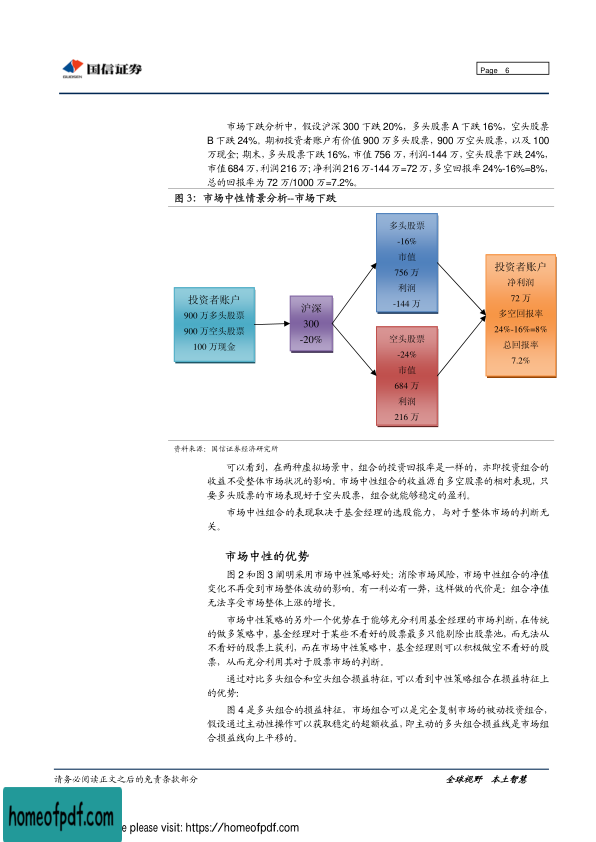 国信证券
GUOSEN
Page 6
市场下跌分析中，假设沪深 300 下跌 20%，多头股票 A 下跌 16%，空头股票
B 下跌 24%。期初投资者账户有价值 900 万多头股票，900 万空头股票，以及 100
万现金；期末，多头股票下跌 16%，市值 756 万，利润-144 万，空头股票下跌 24%，
市值 684 万，利润 216 万；净利润 216 万-144 万=72 万，多空回报率 24%-16%=8%，
总的回报率为 72 万/1000 万=7.2%。
图 3：市场中性情景分析--市场下跌
投资者账户
900 万多头股票
900 万空头股票
100 万现金
沪深
300
-20%
多头股票
-16%
市值
756 万
利润
-144 万
空头股票
-24%
市值
684 万
利润
216 万
投资者账户
净利润
72 万
多空回报率
24%-16%=8%
总回报率
7.2%
资料来源：国信证券经济研究所
可以看到，在两种虚拟场景中，组合的投资回报率是一样的，亦即投资组合的
收益不受整体市场状况的影响。市场中性组合的收益源自多空股票的相对表现，只
要多头股票的市场表现好于空头股票，组合就能够稳定的盈利。
市场中性组合的表现取决于基金经理的选股能力，与对于整体市场的判断无
关。
市场中性的优势
图 2 和图 3 阐明采用市场中性策略好处：消除市场风险，市场中性组合的净值
变化不再受到市场整体波动的影响。有一利必有一弊，这样做的代价是：组合净值
无法享受市场整体上涨的增长。
市场中性策略的另外一个优势在于能够充分利用基金经理的市场判断，在传统
的做多策略中，基金经理对于某些不看好的股票最多只能剔除出股票池，而无法从
不看好的股票上获利，而在市场中性策略中，基金经理则可以积极做空不看好的股
票，从而充分利用其对于股票市场的判断。
通过对比多头组合和空头组合损益特征，可以看到中性策略组合在损益特征上
的优势：
图 4 是多头组合的损益特征，市场组合可以是完全复制市场的被动投资组合，
假设通过主动性操作可以获取稳定的超额收益，即主动的多头组合损益线是市场组
合损益线向上平移的。
请务必阅读正文之后的免责条款部分
全球视野 本土智慧
homeofpdf.com
e please visit: https://homeofpdf.com